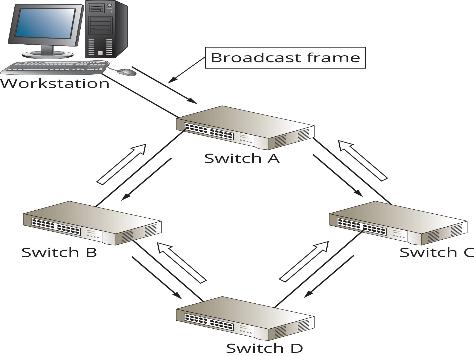 Broadcast frame
Workstation
Switch A
Switch B
Switch C
Switch D